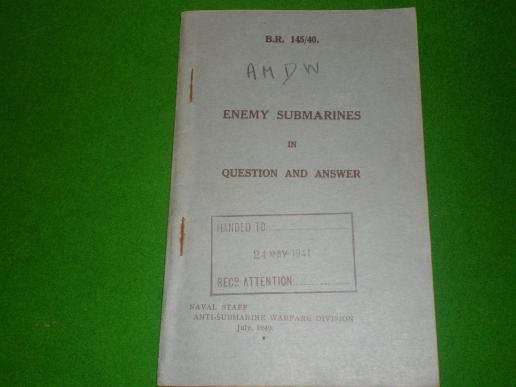 B.R. 145/40.
AMDW
ENEMY SUBMARINES
IN
QUESTION AND ANSWER
HANDED TO
24 MAY 1941
RECD ATTENTION
NAVAL STAFF
ANTI-SUBMARINE WARFARE DIVISION
July, 1940.